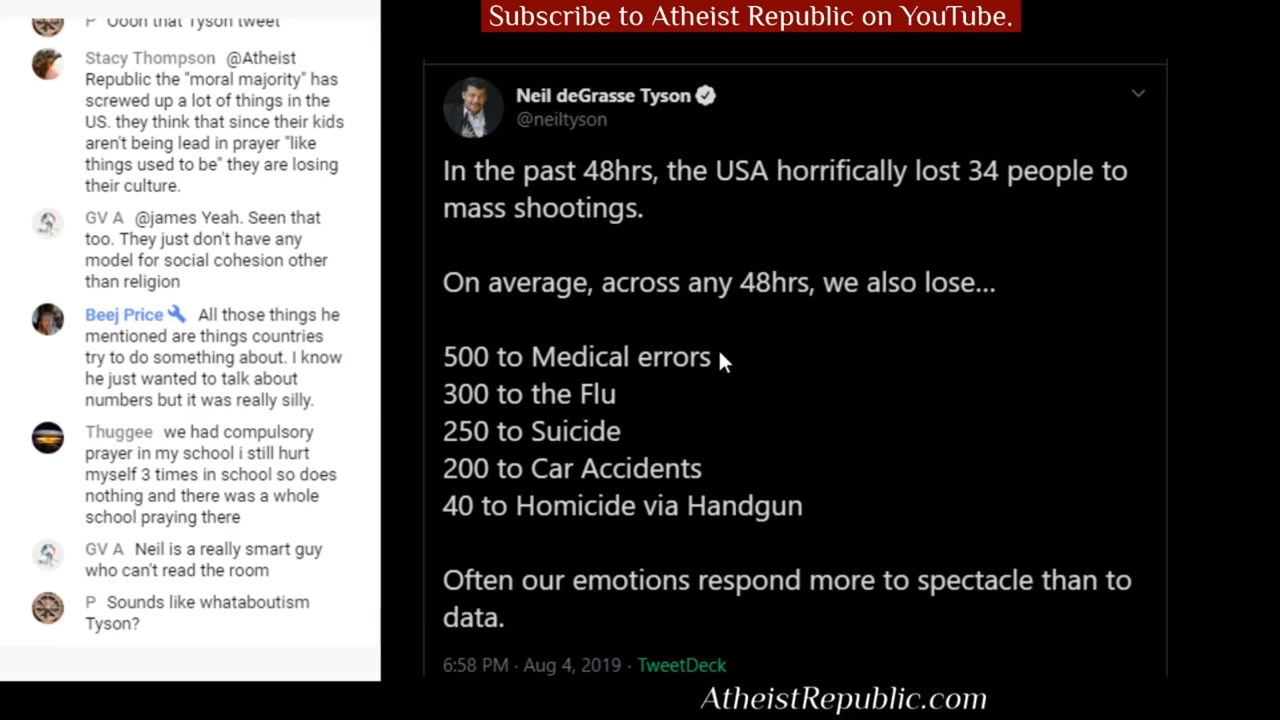 Subscribe to Atheist Republic on YouTube.
P Uooh that Tyson tweet
Stacy Thompson @Atheist
Republic the "moral majority" has
screwed up a lot of things in the
US. they think that since their kids
aren't being lead in prayer "like
things used to be" they are losing
their culture.
GV A @james Yeah. Seen that
too. They just don't have any
model for social cohesion other
than religion
Beej Price All those things he
mentioned are things countries
try to do something about. I know
he just wanted to talk about
numbers but it was really silly.
Thuggee we had compulsory
prayer in my school i still hurt
myself 3 times in school so does
nothing and there was a whole
school praying there
GV A Neil is a really smart guy
who can't read the room
P Sounds like whataboutism
Tyson?
Neil deGrasse Tyson
@neiltyson
In the past 48hrs, the USA horrifically lost 34 people to
mass shootings.
On average, across any 48hrs, we also lose...
500 to Medical errors
300 to the Flu
250 to Suicide
200 to Car Accidents
40 to Homicide via Handgun
Often our emotions respond more to spectacle than to
data.
6:58 PM · Aug 4, 2019 · TweetDeck
AtheistRepublic.com